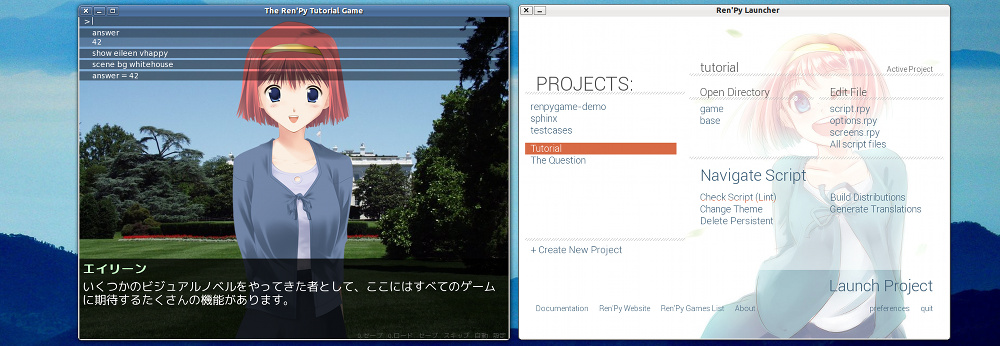 The Ren'Py Tutorial Game
>
answer
42
show eileen vhappy
scene bg whitehouse
answer = 42
エイリーン
いくつかのビジュアルノベルをやってきた者として、ここにはすべてのゲーム
に期待するたくさんの機能があります。
Ren'Py Launcher
PROJECTS:
renpygame-demo
sphinx
testcases
Tutorial
The Question
+ Create New Project
tutorial
Active Project
Open Directory
Edit File
game
base
script.rpy
options.rpy
screens.rpy
All script files
Navigate Script
Check Script (Lint)
Change Theme
Delete Persistent
Build Distributions
Generate Translations
Launch Project
Documentation
Ren'Py Website
Ren'Py Games List
About
preferences
quit